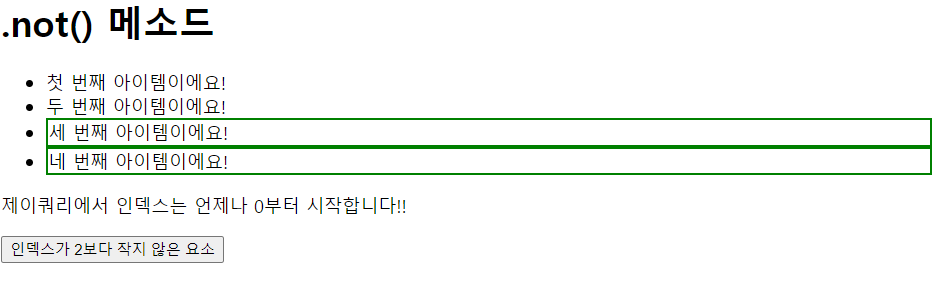 .not() 메소드
첫 번째 아이템이에요!
두 번째 아이템이에요!
세 번째 아이템이에요!
네 번째 아이템이에요!
제이쿼리에서 인덱스는 언제나 0부터 시작합니다!!
인덱스가 2보다 작지 않은 요소